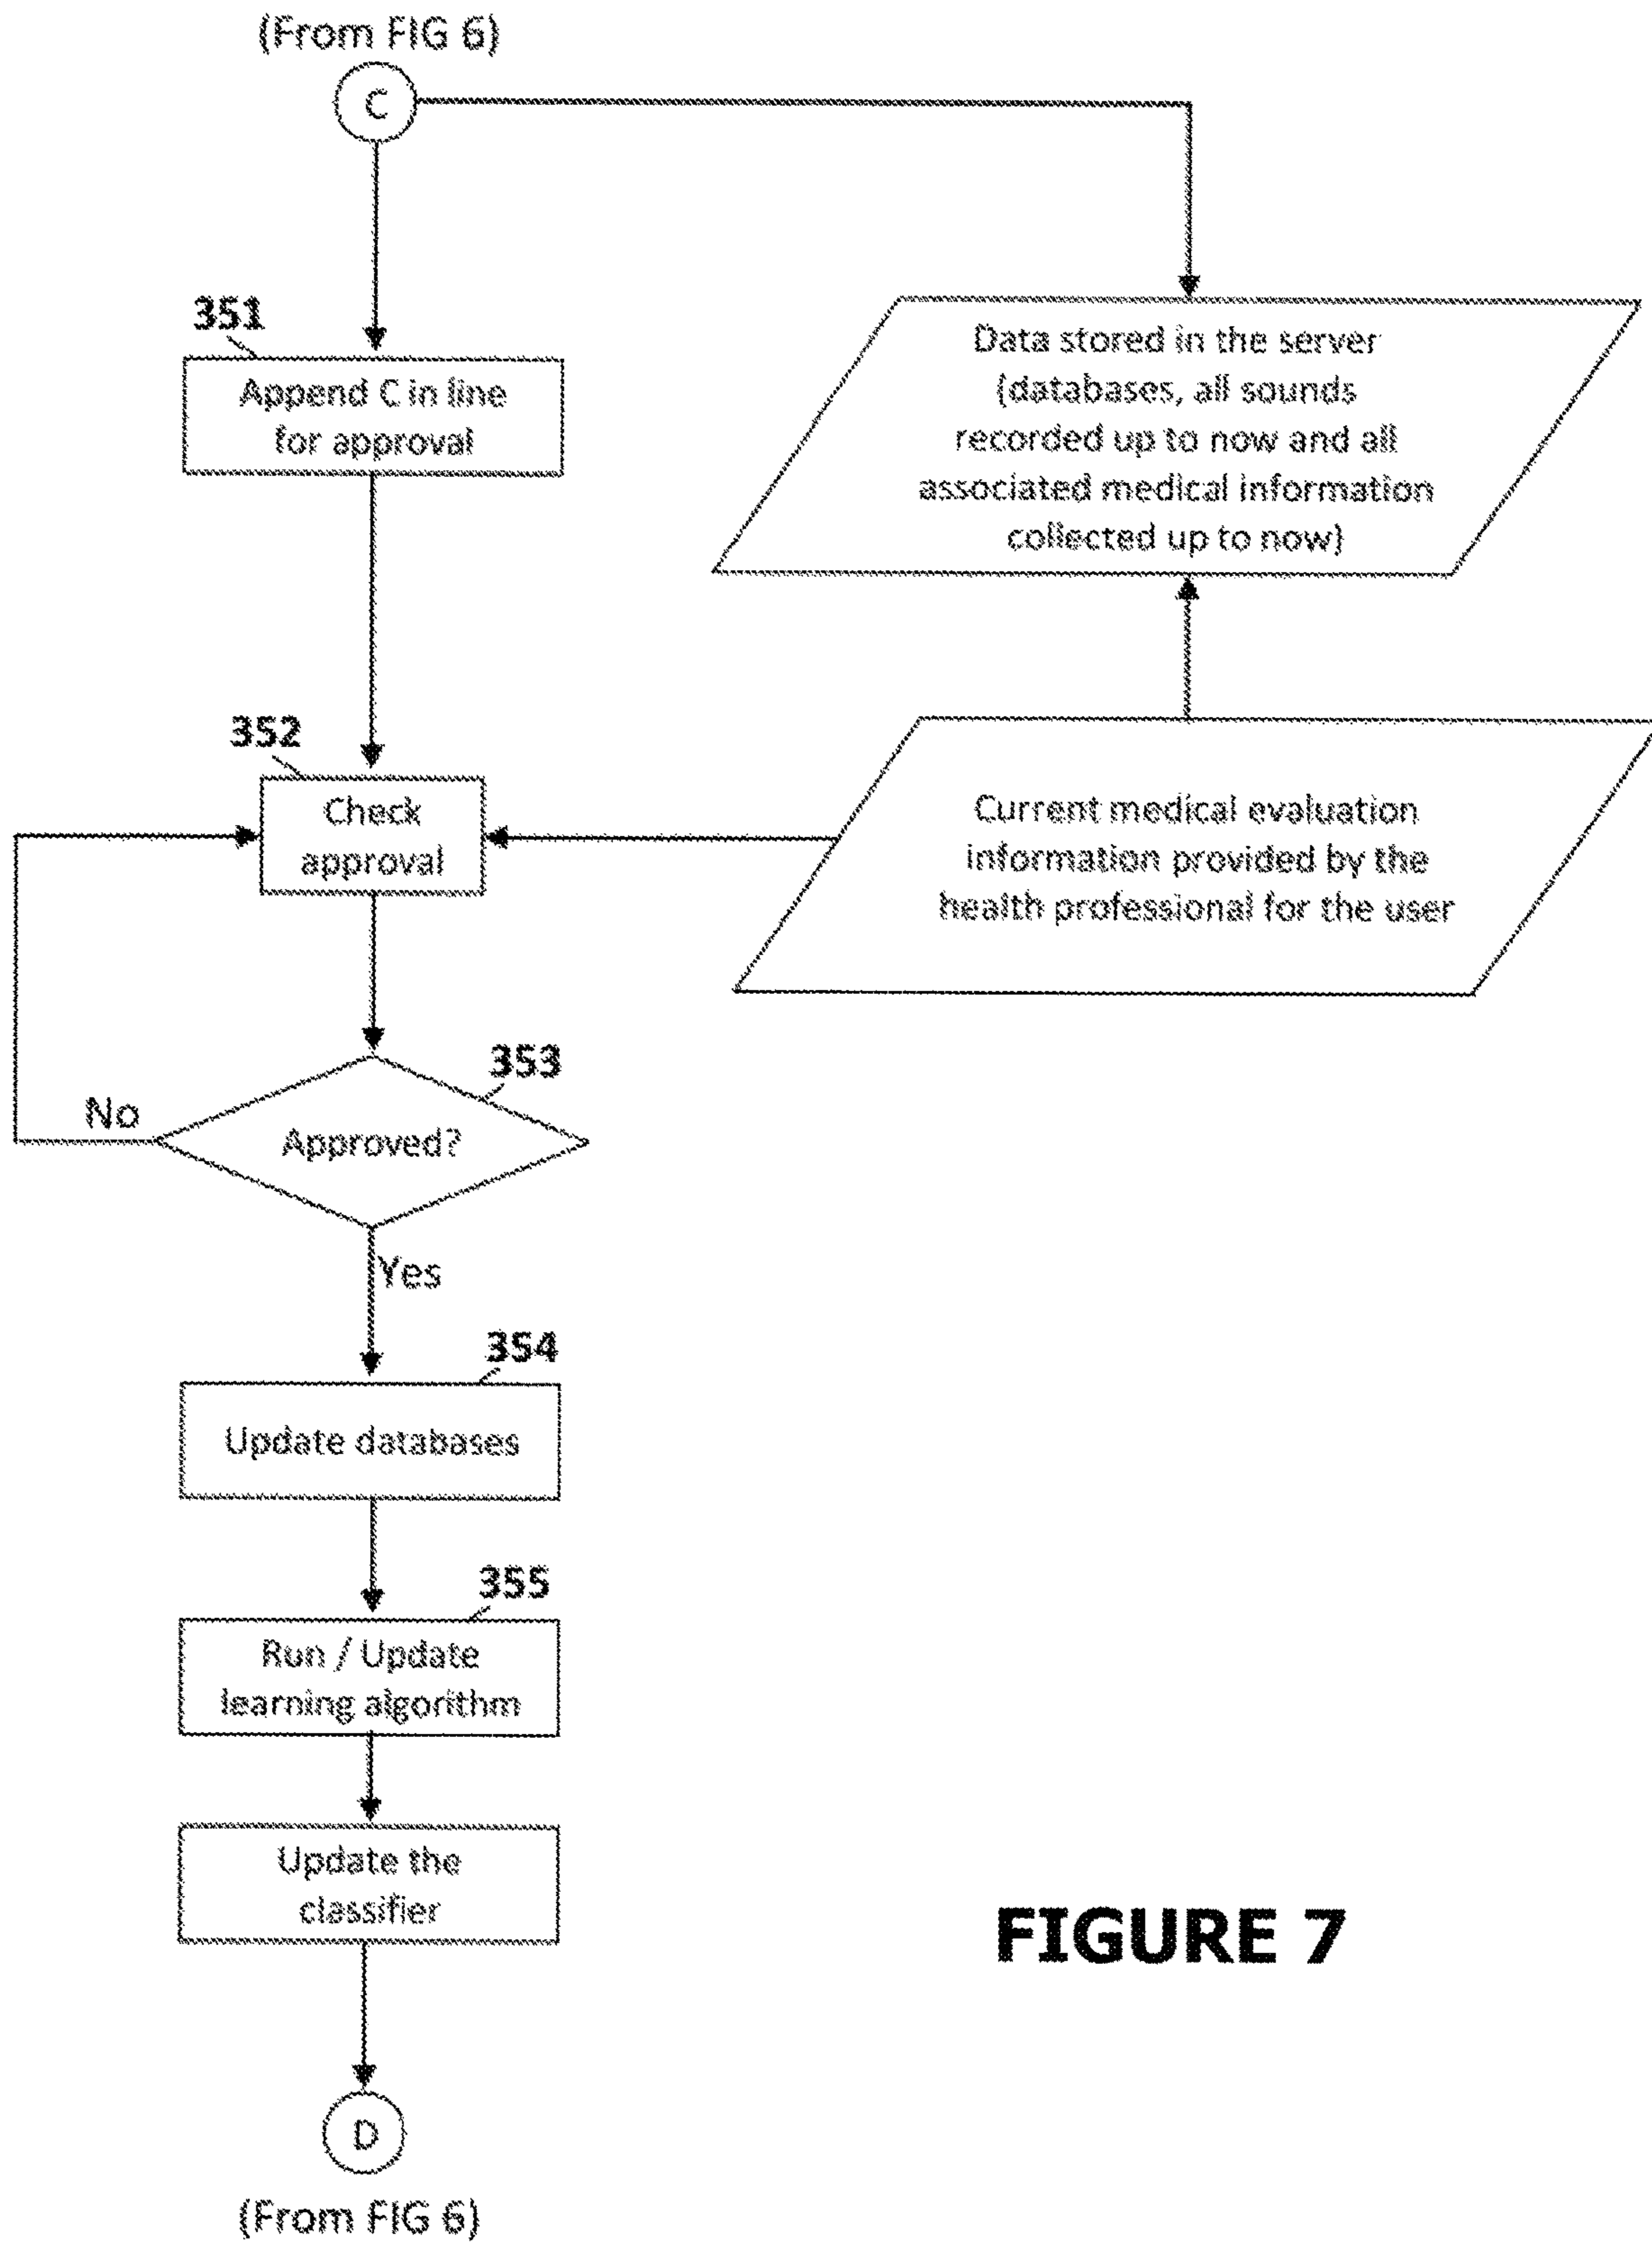 (From FIG 6)
C
351
Append C in line
for approval
Data stored in the server
(databases, all sounds
recorded up to now and all
associated medical information
collected up to now)
352
Check
approval
Current medical evaluation
information provided by the
health professional for the user
353
No
Approved?
Yes
354
Update databases
355
Run / Update
learning algorithm
Update the
classifier
FIGURE 7
D
(From FIG 6)